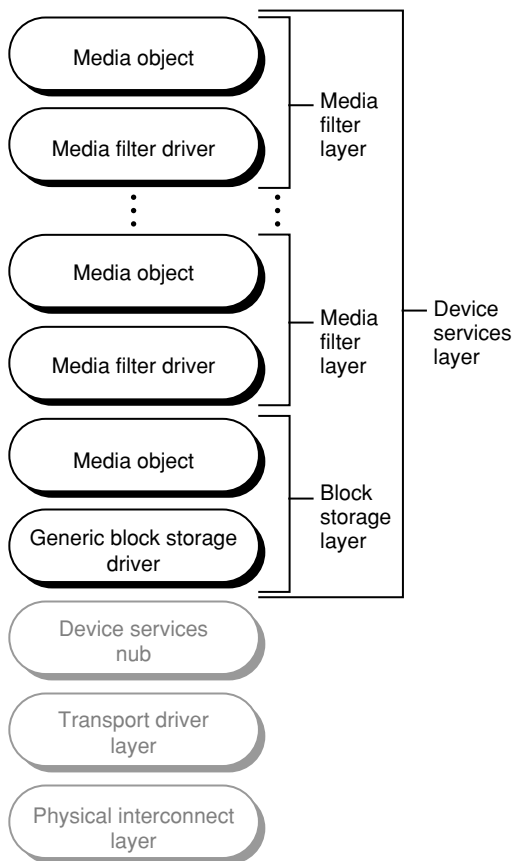 Media object
Media filter driver
Media
filter
layer
Media object
Media filter driver
Media
filter
layer
Device
services
layer
Media object
Generic block storage
driver
Block
storage
layer
Device services
nub
Transport driver
layer
Physical interconnect
layer